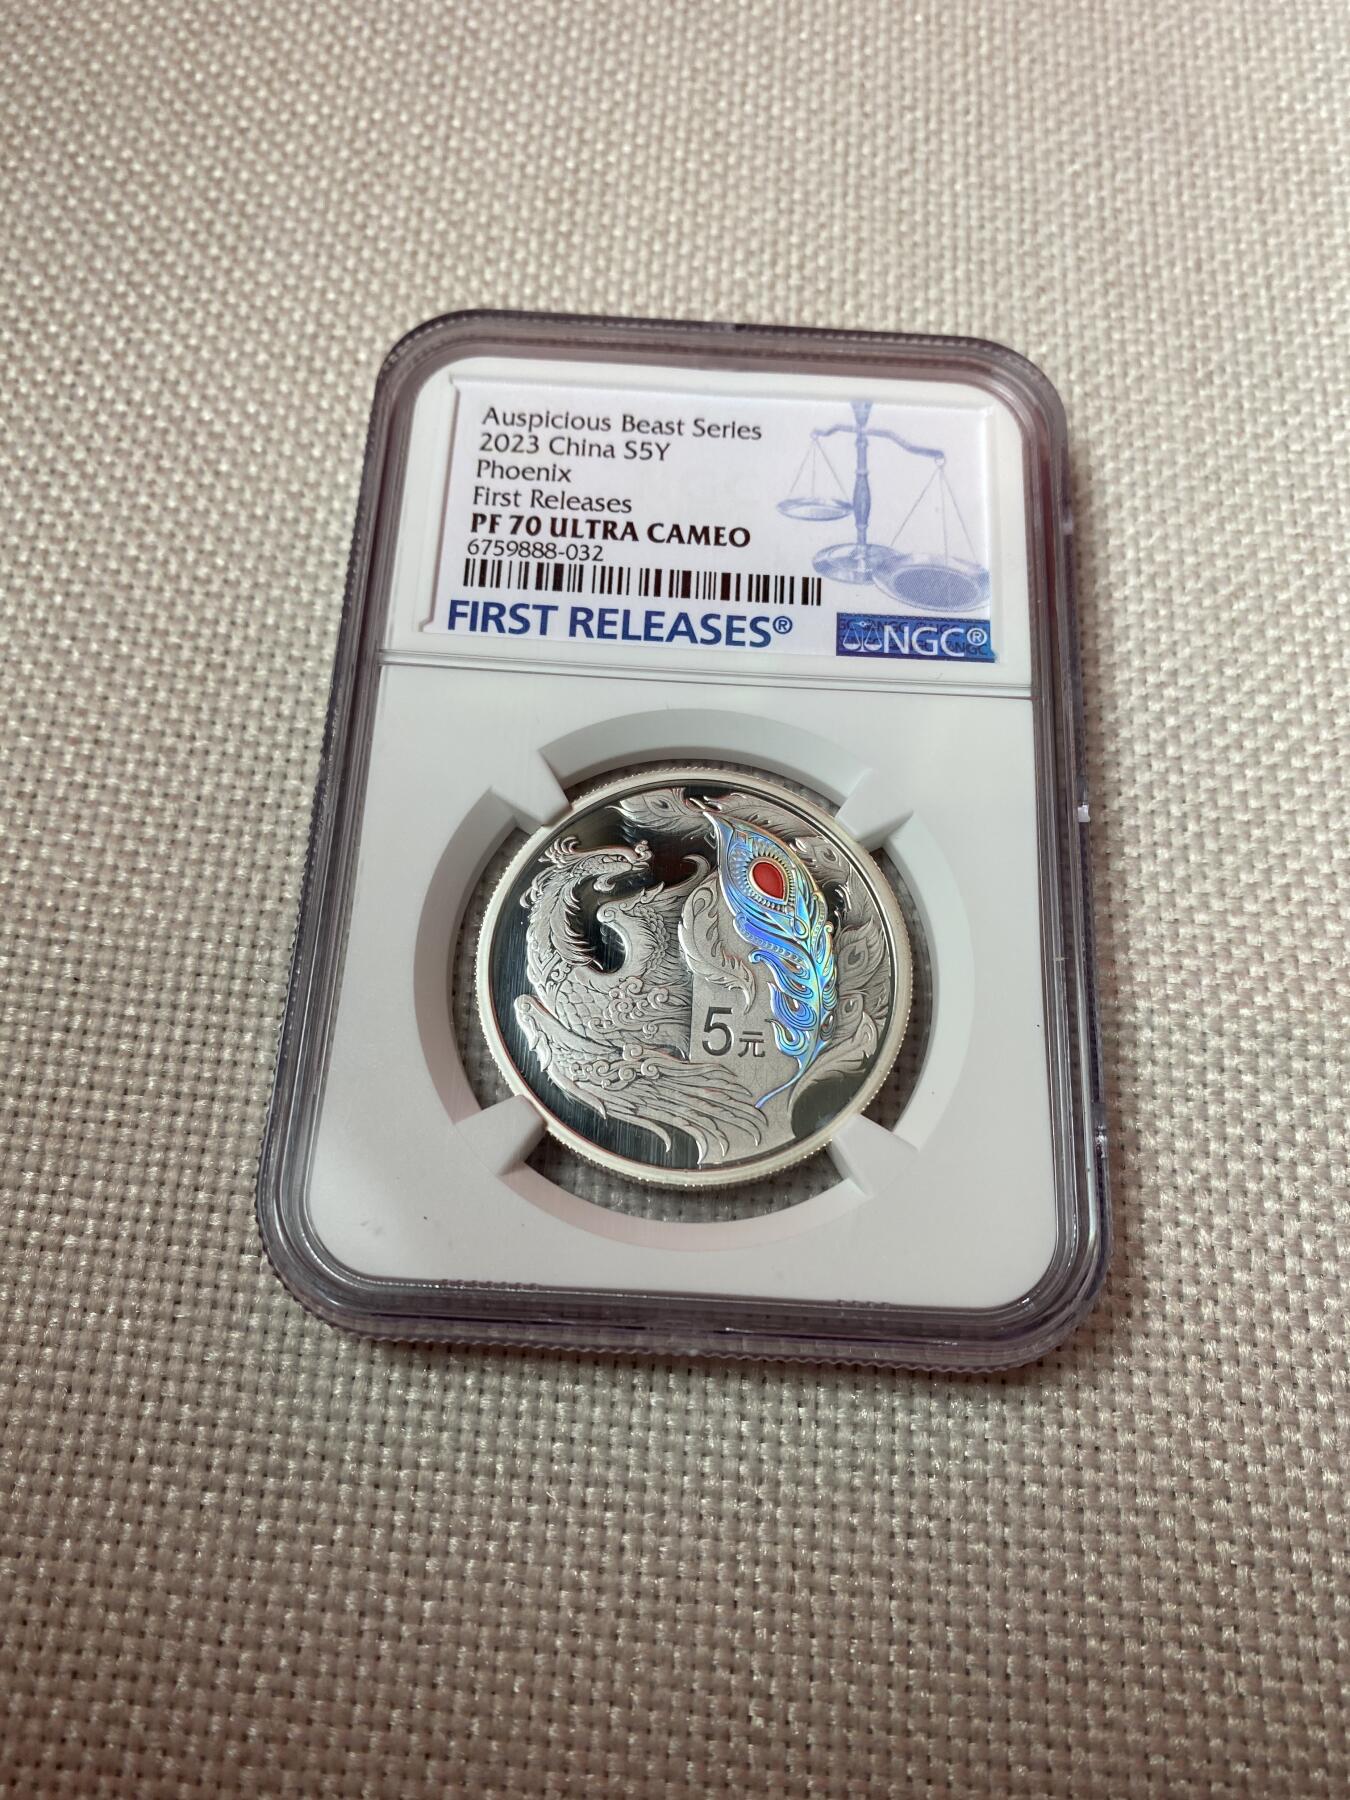 Auspicious Beast Series
2023 China S5Y
Phoenix
First Releases
PF 70 ULTRA CAMEO
6759888-032
FIRST RELEASES®
NGC®
5元